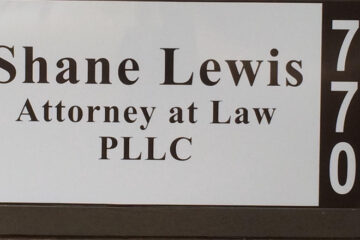 Shane Lewis
Attorney at Law
PLLC
770